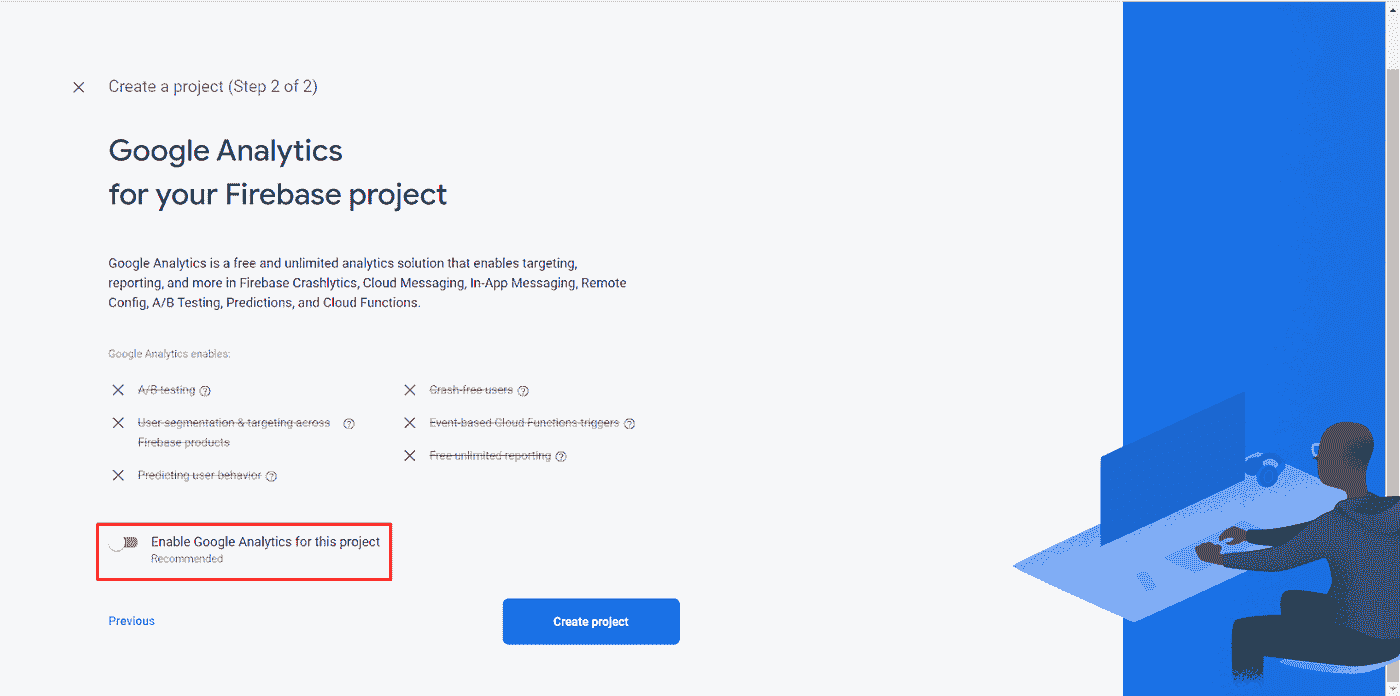 Create a project (Step 2 of 2)
Google Analytics
for your Firebase project
Google Analytics is a free and unlimited analytics solution that enables targeting,
reporting, and more in Firebase Crashlytics, Cloud Messaging, In-App Messaging, Remote
Config, A/B Testing, Predictions, and Cloud Functions.
Google Analytics enables:
A/B testing
User segmentation & targeting across
Firebase products
Predicting user behavior
Crash-free users
Event-based Cloud Functions triggers
Free unlimited reporting
Enable Google Analytics for this project
Recommended
Previous
Create project